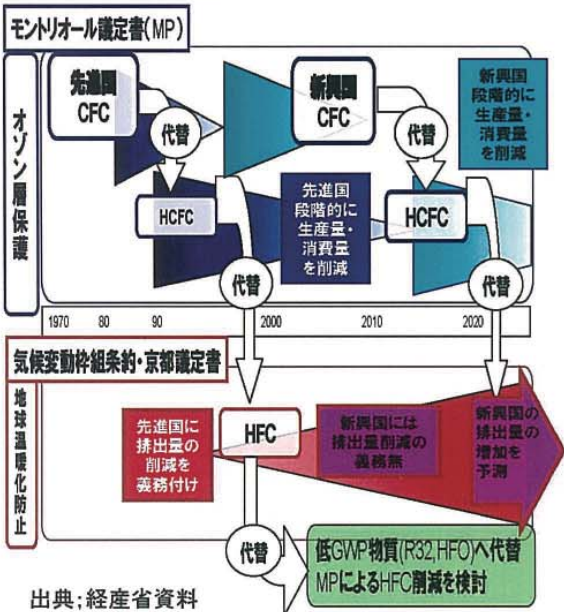 モントリオール議定書(MP)
オゾン層保護
先進国
CFC
代替
新興国
CFC
代替
新興国
段階的に
生産量・
消費量
を削減
HCFC
代替
先進国
段階的に
生産量・
消費量
を削減
HCFC
代替
1970 80 90 2000 2010 2020
気候変動枠組条約・京都議定書
地球温暖化防止
先進国に
排出量の
削減を
義務付け
HFC
新興国には
排出量削減の
義務無
新興国の
排出量の
増加を
予測
代替
低GWP物質(R32,HFO)へ代替
MPによるHFC削減を検討
出典;経産省資料